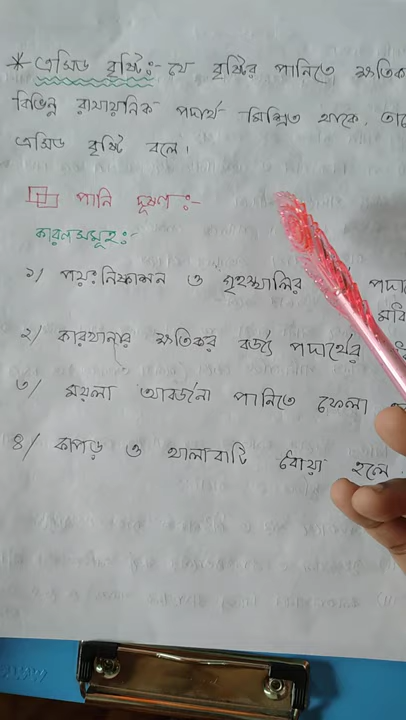 * এসিড বৃষ্টি:- যে বৃষ্টির পানিতে ক্ষতিক
বিভিন্ন রাসায়নিক পদার্থ মিশ্রিত থাকে, তাকে
এসিড বৃষ্টি বলে।
পানি দূষণ:-
কারণসমূহ:-
১/ পয়ঃনিষ্কাশন ও গৃহস্থালির
২/ কারখানার ক্ষতিকর বর্জ্য পদার্থের
৩/ ময়লা আবর্জনা পানিতে ফেলা
৪/ কাপড় ও থালাবাটি ধোয়া হলে